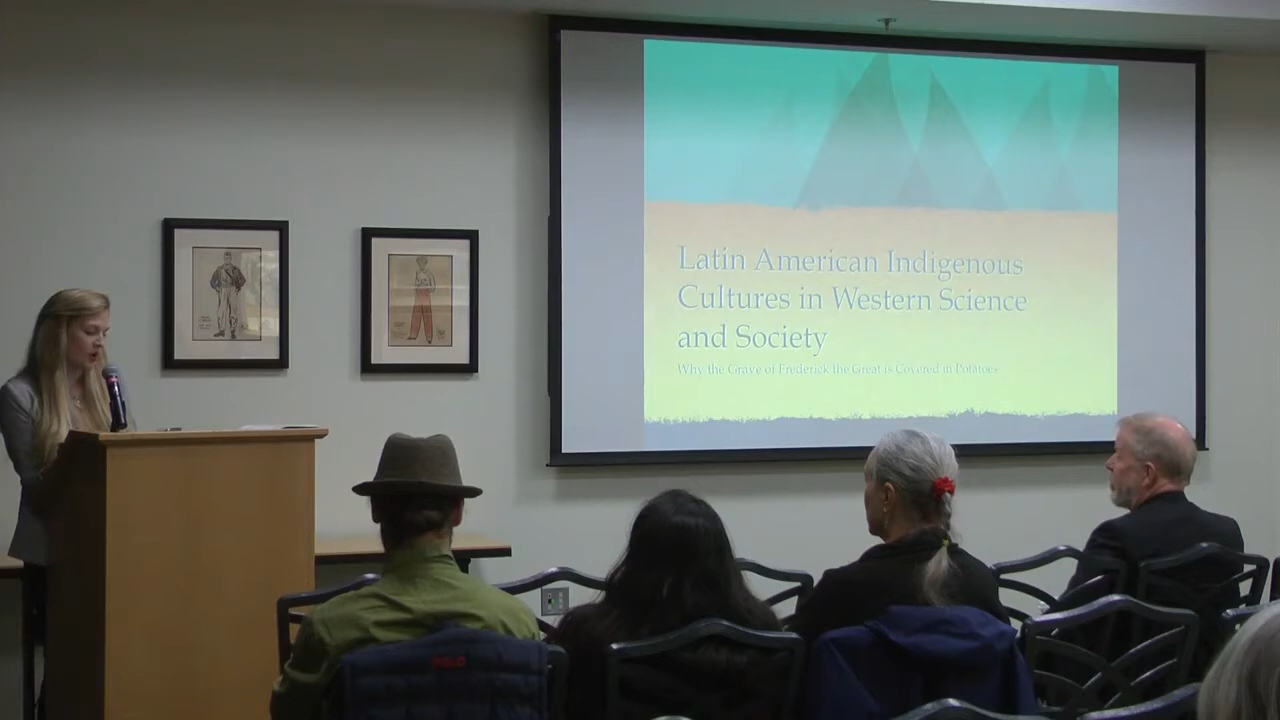 Latin American Indigenous
Cultures in Western Science
and Society
Why the Grave of Frederick the Great is Covered in Potatoes
POLO